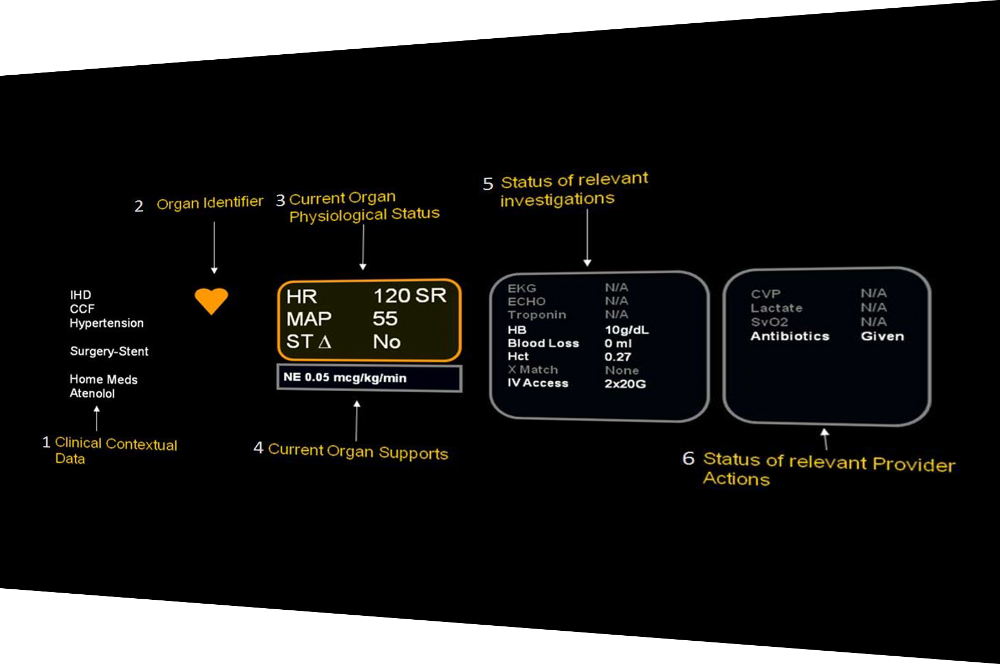 2 Organ Identifier
3 Current Organ
Physiological Status
5 Status of relevant
investigations
IHD
CCF
Hypertension
Surgery-Stent
Home Meds
Atenolol
1 Clinical Contextual
Data
HR 120 SR
MAP 55
ST Δ No
NE 0.05 mcg/kg/min
4 Current Organ Supports
EKG N/A
ECHO N/A
Troponin N/A
HB 10g/dL
Blood Loss 0 ml
Hct 0.27
X Match None
IV Access 2x20G
CVP N/A
Lactate N/A
SvO2 N/A
Antibiotics Given
6 Status of relevant Provider
Actions